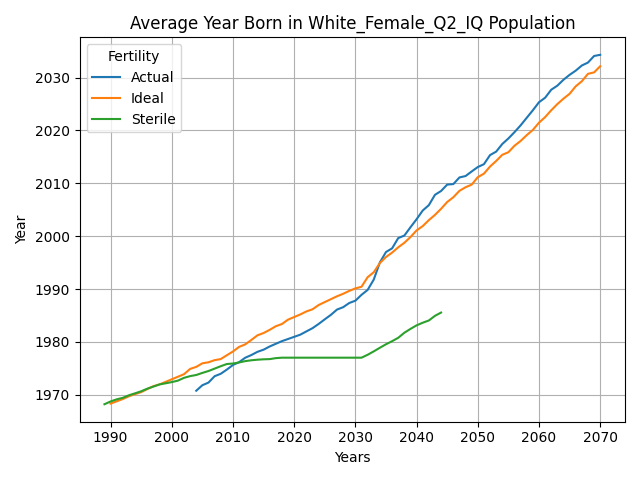 Average Year Born in White_Female_Q2_IQ Population
Fertility
Actual
Ideal
Sterile
Year
2030
2020
2010
2000
1990
1980
1970
1990 2000 2010 2020 2030 2040 2050 2060 2070
Years